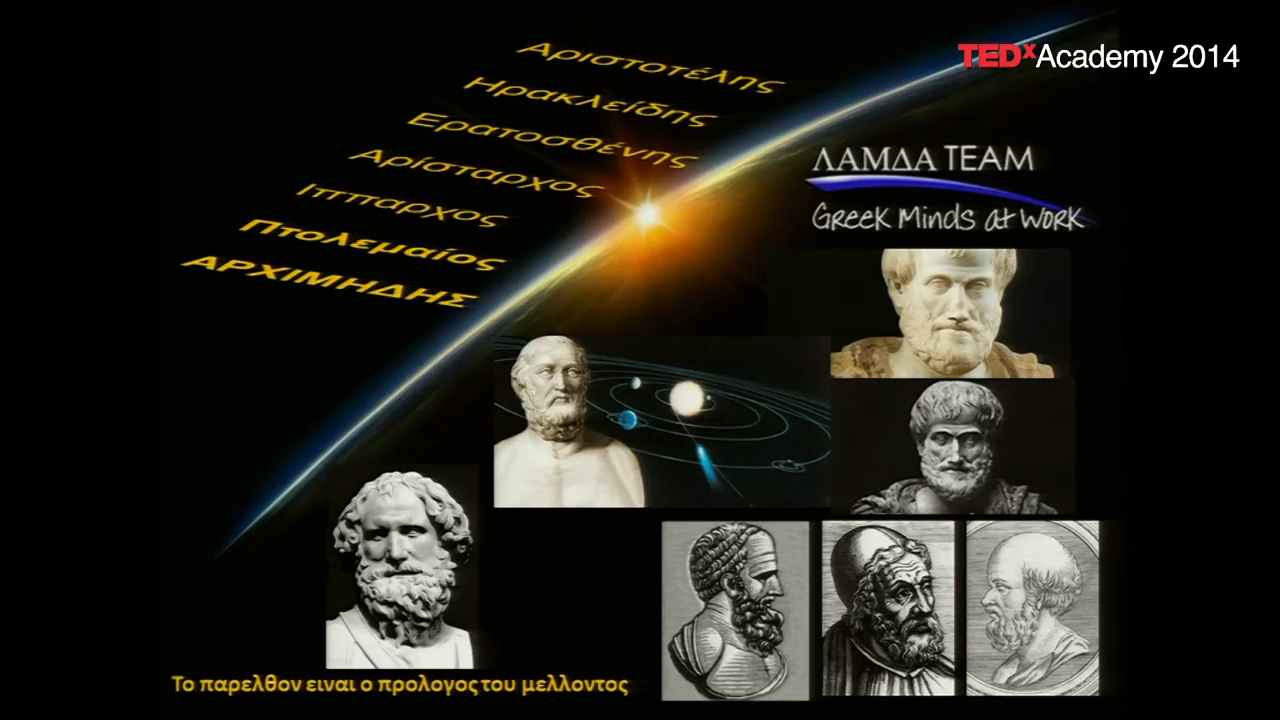 TEDxAcademy 2014
Αριστοτέλης
Ηρακλείδης
Ερατοσθένης
Αρίσταρχος
Ιππαρχος
Πτολεμαίος
ΑΡΧΙΜΗΔΗΣ
ΛΑΜΔΑ TEAM
Greek Minds at Work
Το παρελθον ειναι ο προλογος του μελλοντος